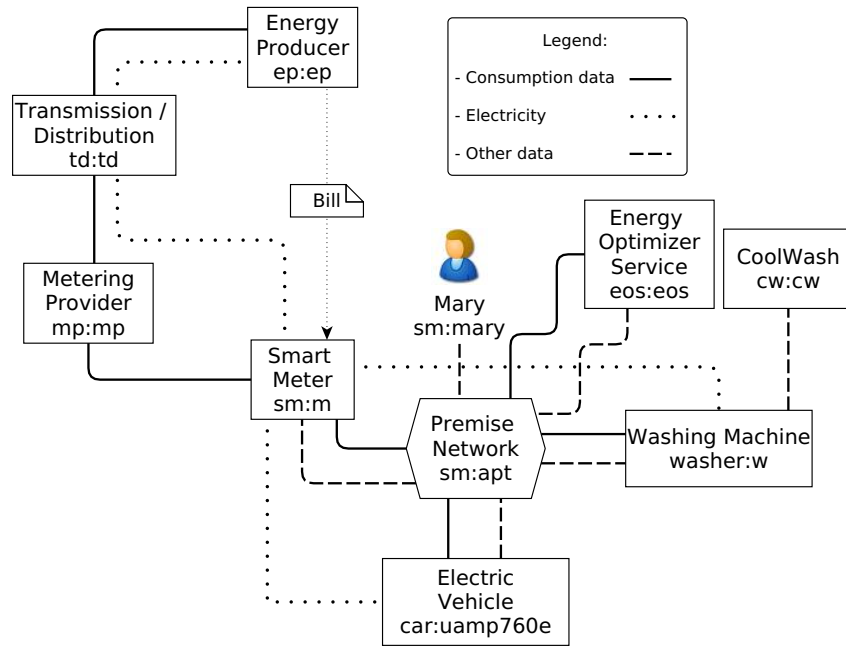 Energy
Producer
ep:ep
Legend:
- Consumption data
- Electricity
- Other data
Transmission /
Distribution
td:td
Bill
Energy
Optimizer
Service
eos:eos
CoolWash
cw:cw
Metering
Provider
mp:mp
Mary
sm:mary
Smart
Meter
sm:m
Premise
Network
sm:apt
Washing Machine
washer:w
Electric
Vehicle
car:uamp760e